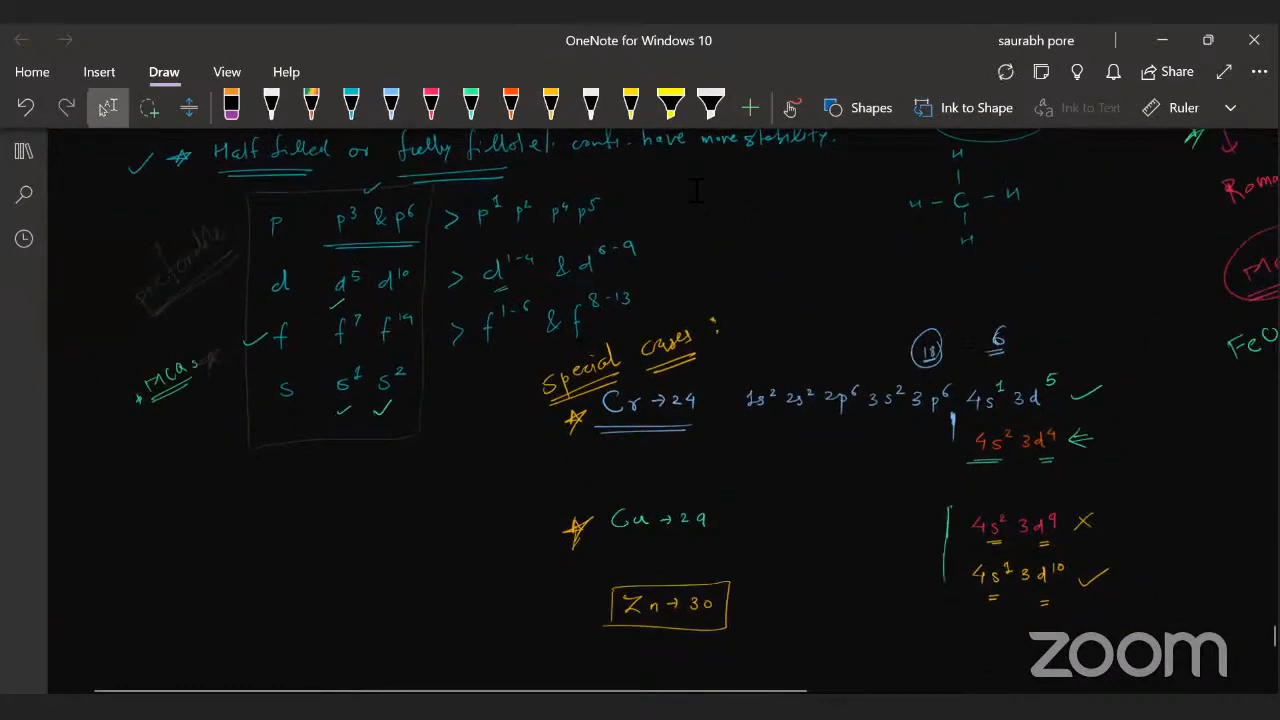 OneNote for Windows 10
saurabh pore
Home Insert Draw View Help
Share
Shapes
Ink to Shape
Ink to Text
Ruler
Half filled or fully filled el. confi. have more stability.
p p³ & p⁶ > p¹ p² p⁴ p⁵
d d⁵ d¹⁰ > d¹⁻⁴ & d⁶⁻⁹
f f⁷ f¹⁴ > f¹⁻⁶ & f⁸⁻¹³
s s¹ s²
MCQs
H
H - C - H
H
Special cases :
18 6
Cr → 24 1s² 2s² 2p⁶ 3s² 3p⁶ 4s¹ 3d⁵
4s² 3d⁴
Cu → 29 4s² 3d⁹
4s¹ 3d¹⁰
Zn → 30
zoom